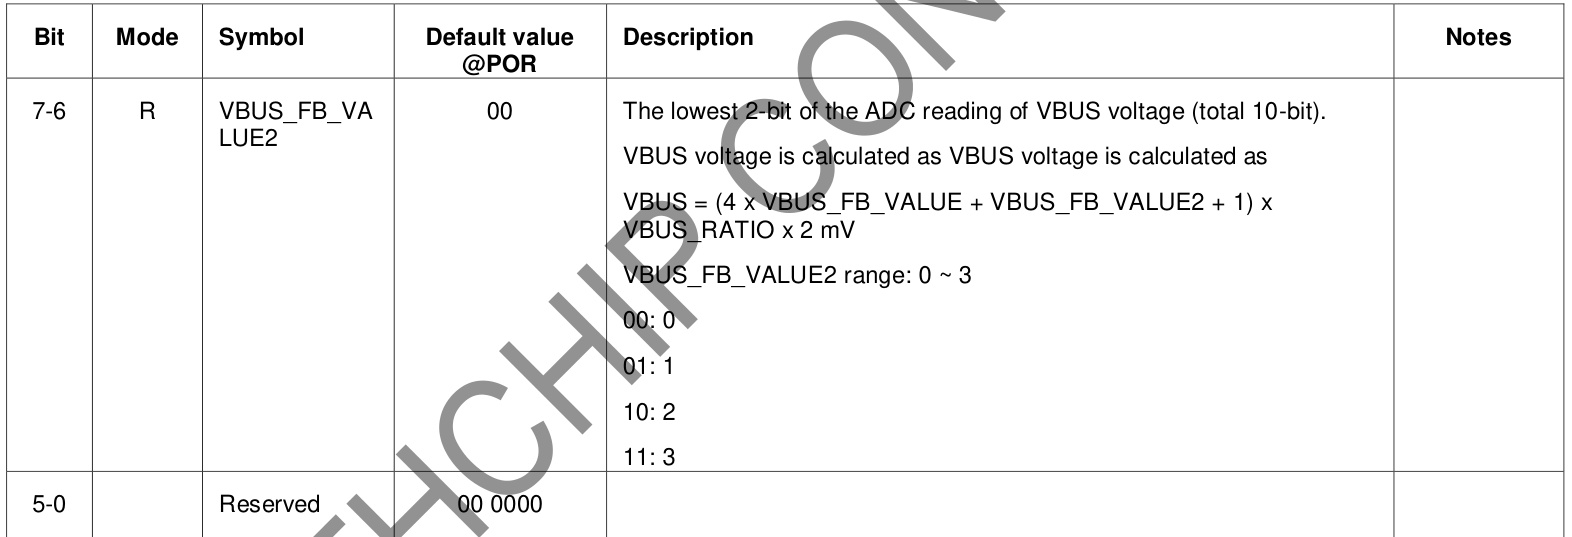 Bit Mode Symbol Default value Description Notes
@POR
7-6 R VBUS_FB_VA 00 The lowest 2-bit of the ADC reading of VBUS voltage (total 10-bit).
LUE2
VBUS voltage is calculated as VBUS voltage is calculated as
VBUS = (4 x VBUS_FB_VALUE + VBUS_FB_VALUE2 + 1) x
VBUS_RATIO x 2 mV
VBUS_FB_VALUE2 range: 0 ~ 3
00: 0
01: 1
10: 2
11: 3
5-0 Reserved 00 0000
THCHIP CON